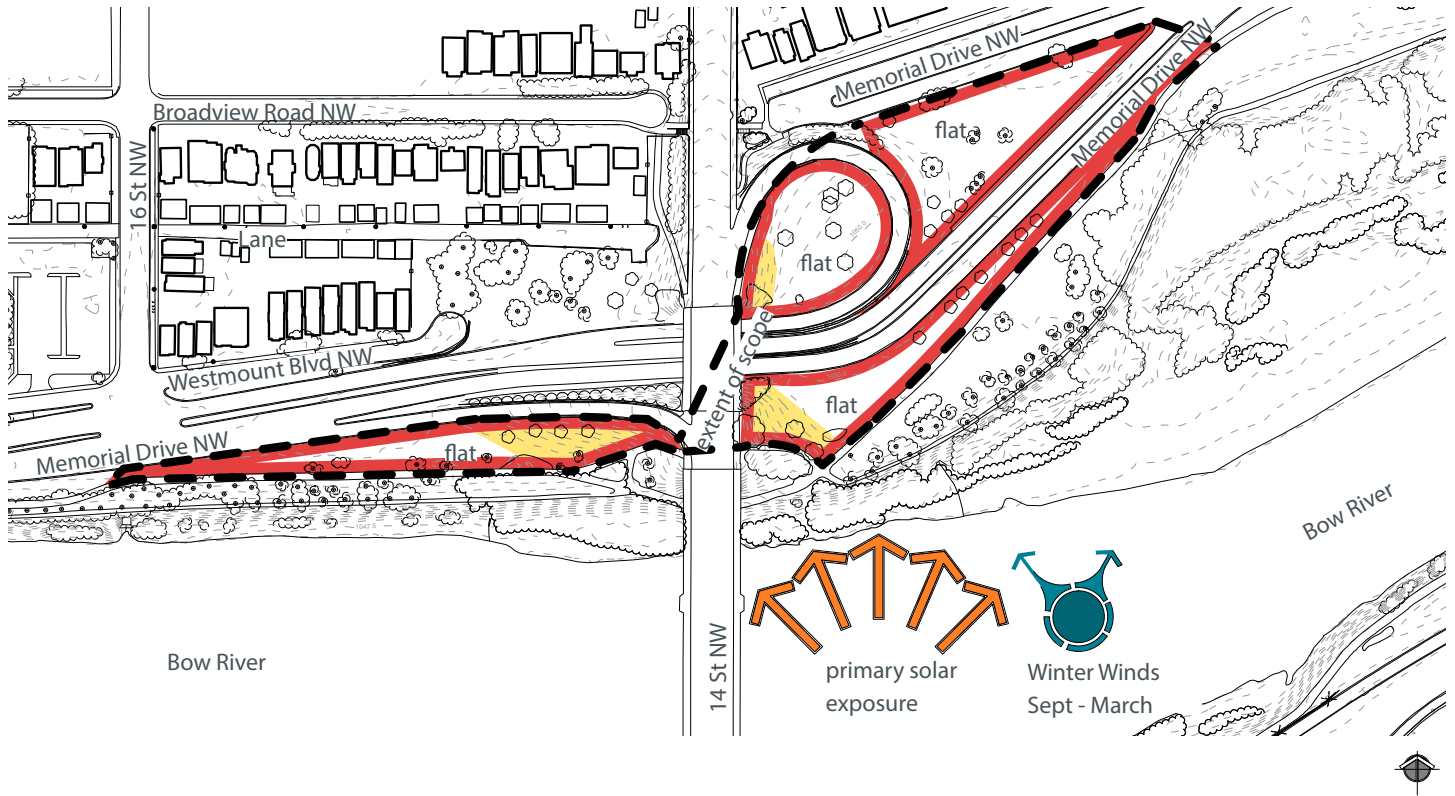 Memorial Drive NW
Memorial Drive NW
Broadview Road NW
flat
16 St NW
Lane
flat
extent of scope
Westmount Blvd NW
flat
Memorial Drive NW
flat
1047.5
Bow River
Bow River
14 St NW
primary solar
exposure
Winter Winds
Sept - March